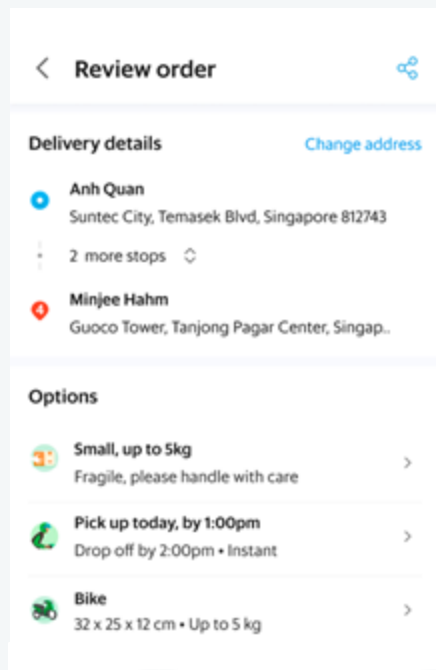 Review order
Delivery details
Change address
Anh Quan
Suntec City, Temasek Blvd, Singapore 812743
2 more stops
4
Minjee Hahm
Guoco Tower, Tanjong Pagar Center, Singap..
Options
Small, up to 5kg
Fragile, please handle with care
Pick up today, by 1:00pm
Drop off by 2:00pm • Instant
Bike
32 x 25 x 12 cm • Up to 5 kg